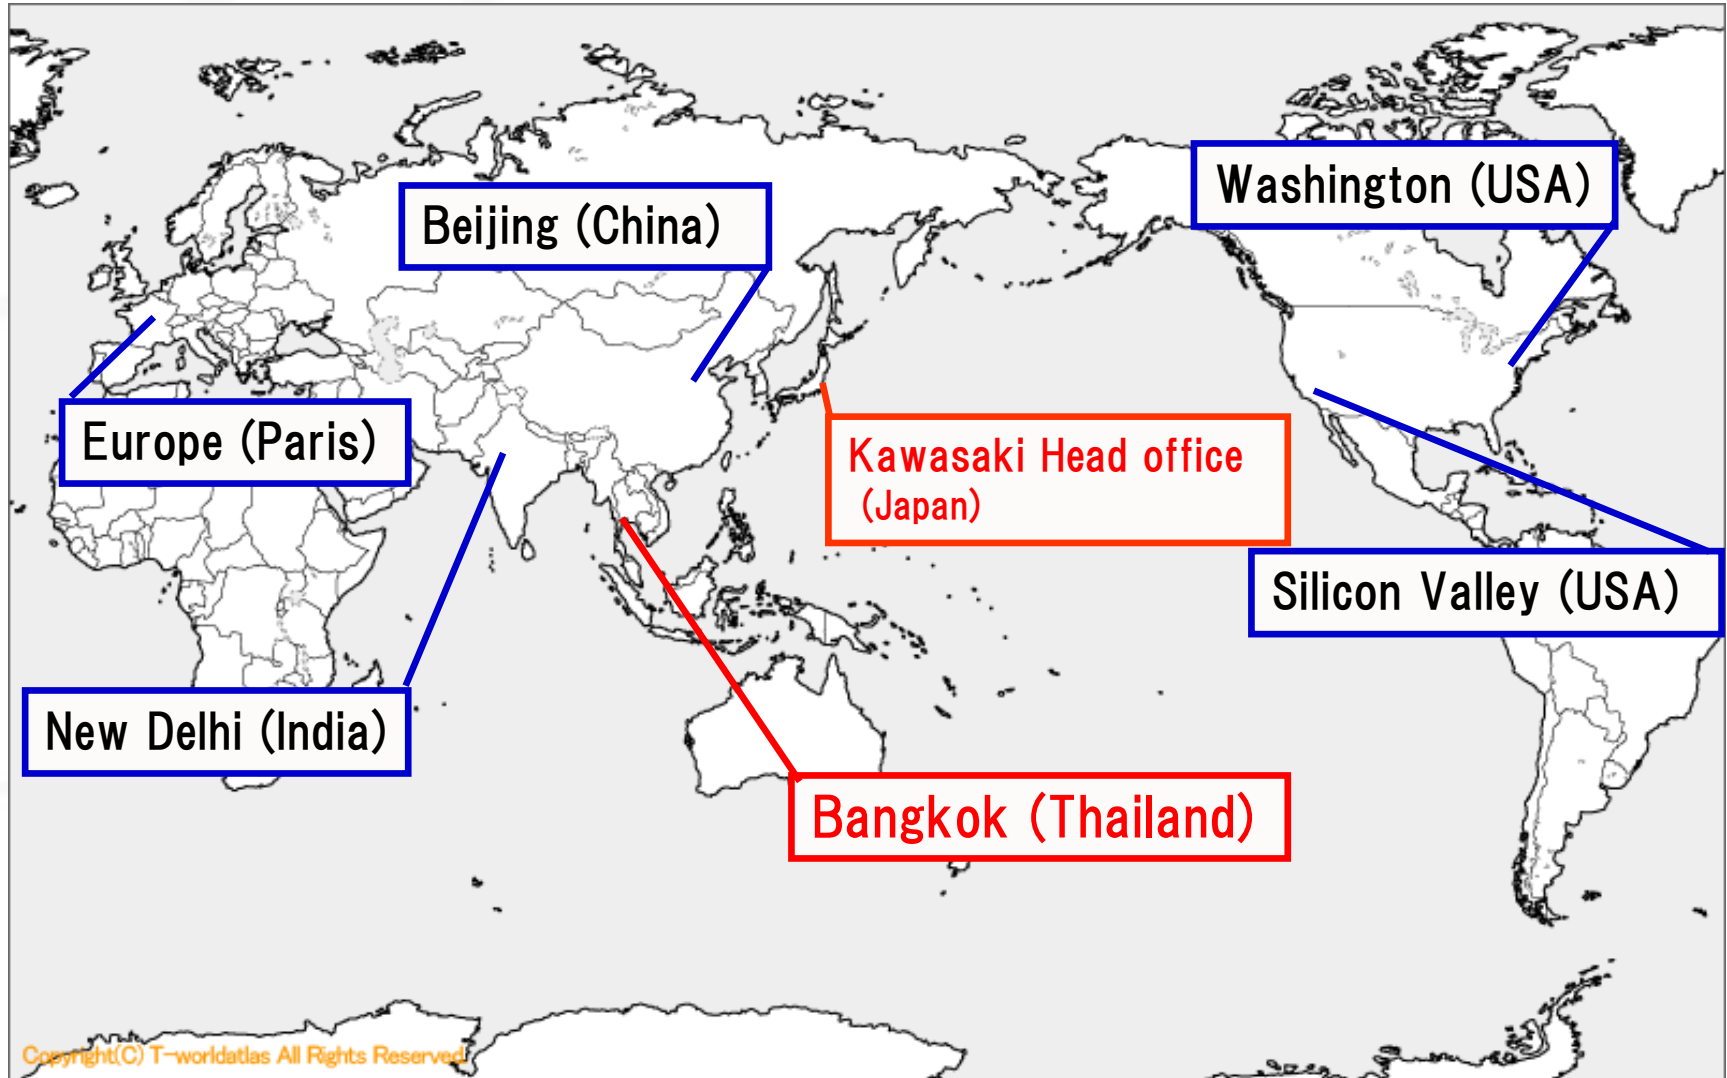 Washington (USA)
Beijing (China)
Europe (Paris)
Kawasaki Head office
(Japan)
Silicon Valley (USA)
New Delhi (India)
Bangkok (Thailand)
Copyright(C) T-worldatlas All Rights Reserved